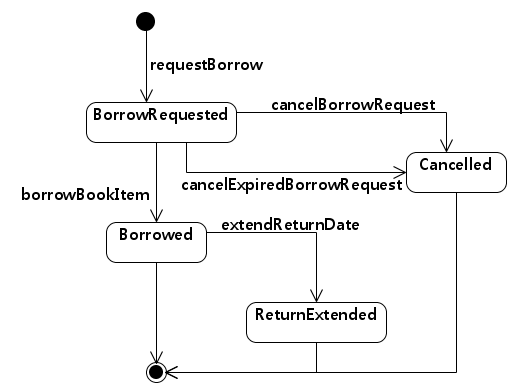 requestBorrow
BorrowRequested
cancelBorrowRequest
Cancelled
cancelExpiredBorrowRequest
borrowBookItem
Borrowed
extendReturnDate
ReturnExtended